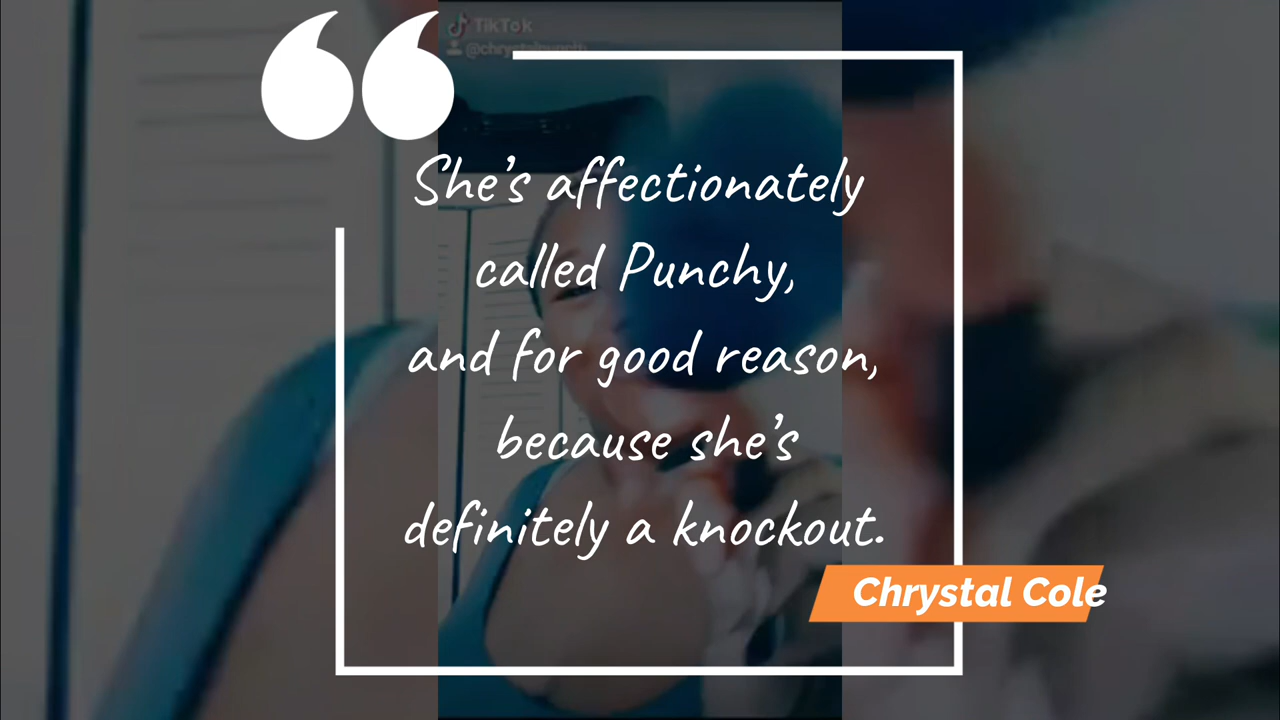 TikTok
She’s affectionately
called Punchy,
and for good reason,
because she’s
definitely a knockout.
Chrystal Cole